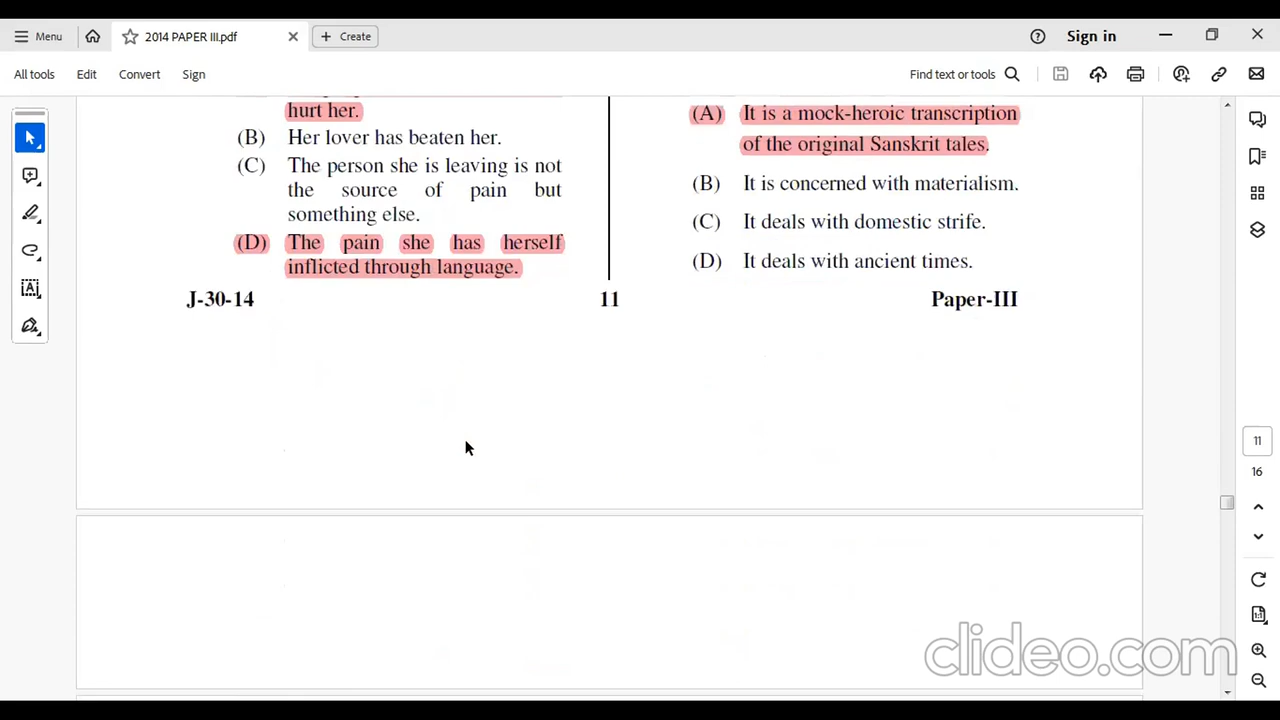 Menu
2014 PAPER III.pdf
Create
Sign in
All tools
Edit
Convert
Sign
Find text or tools
hurt her.
(B) Her lover has beaten her.
(C) The person she is leaving is not
the source of pain but
something else.
(D) The pain she has herself
inflicted through language.
(A) It is a mock-heroic transcription
of the original Sanskrit tales.
(B) It is concerned with materialism.
(C) It deals with domestic strife.
(D) It deals with ancient times.
J-30-14
11
Paper-III
11
16
clideo.com